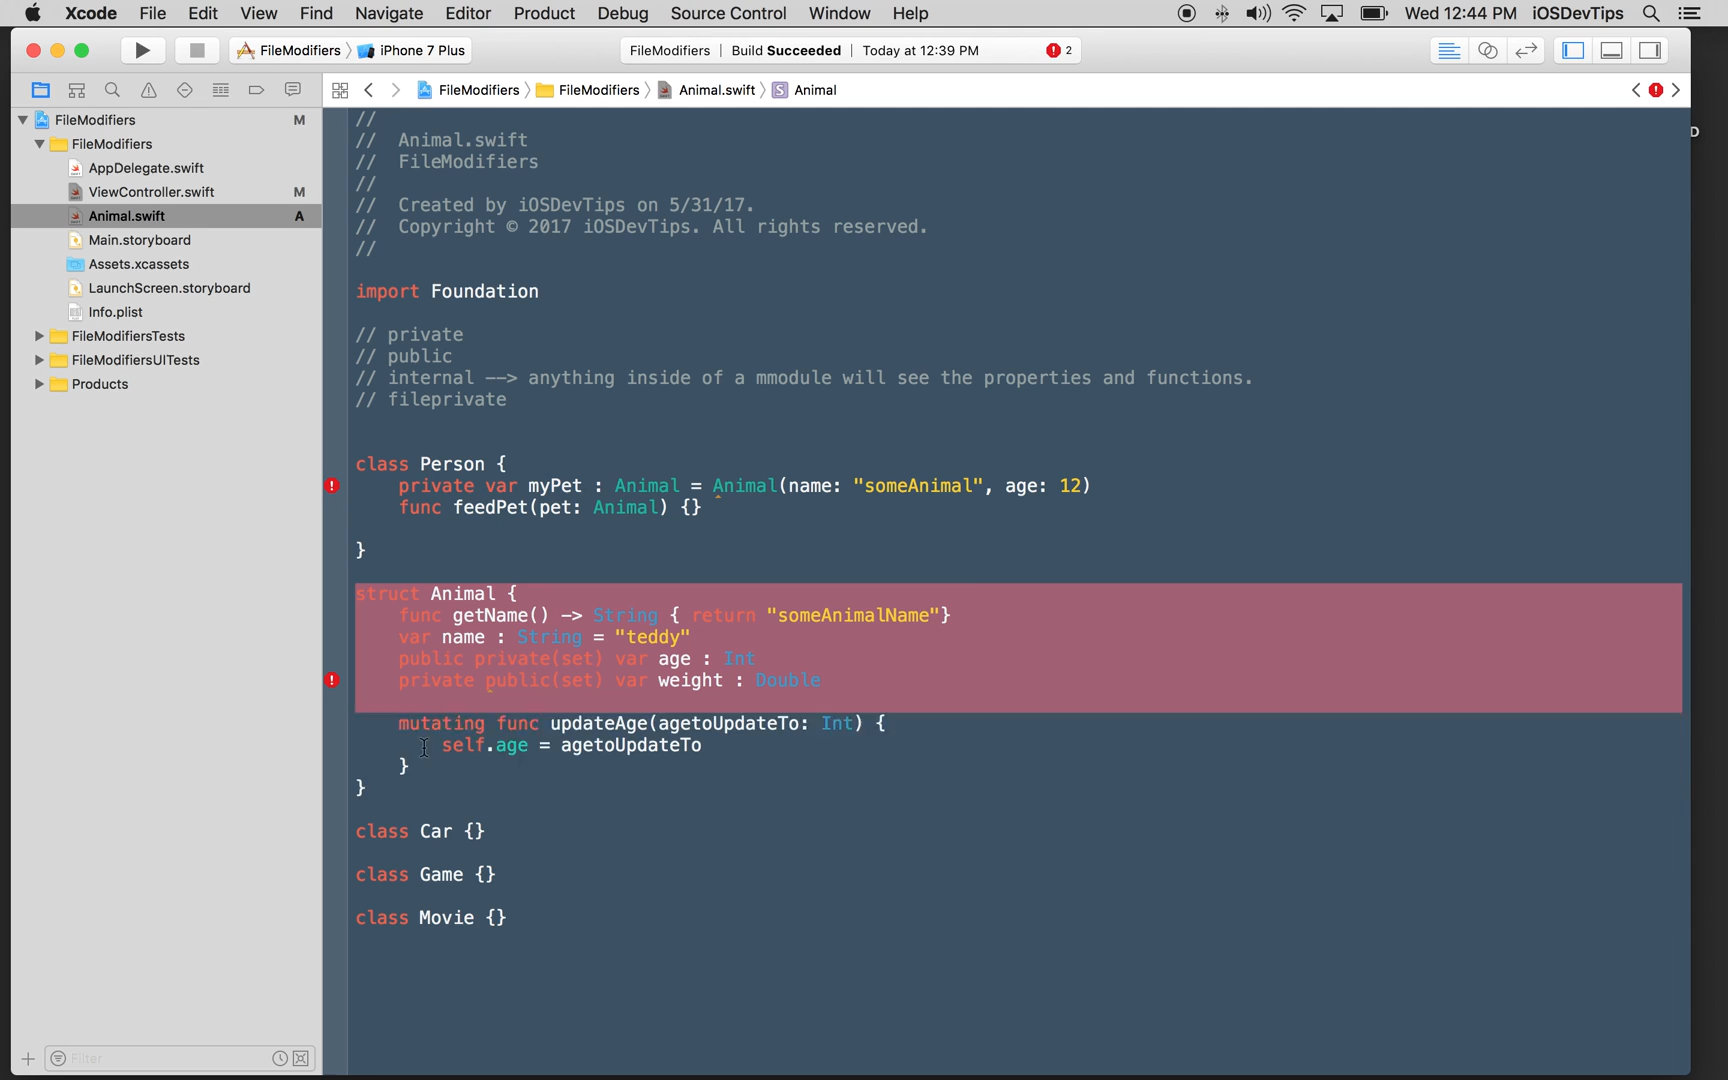 Xcode File Edit View Find Navigate Editor Product Debug Source Control Window Help Wed 12:44 PM iOSDevTips
FileModifiers iPhone 7 Plus FileModifiers | Build Succeeded | Today at 12:39 PM 2
FileModifiers FileModifiers Animal.swift S Animal
FileModifiers M
FileModifiers
AppDelegate.swift
ViewController.swift M
Animal.swift A
Main.storyboard
Assets.xcassets
LaunchScreen.storyboard
Info.plist
FileModifiersTests
FileModifiersUITests
Products
Filter
//
// Animal.swift
// FileModifiers
//
// Created by iOSDevTips on 5/31/17.
// Copyright © 2017 iOSDevTips. All rights reserved.
//
import Foundation
// private
// public
// internal --> anything inside of a mmodule will see the properties and functions.
// fileprivate
class Person {
private var myPet : Animal = Animal(name: "someAnimal", age: 12)
func feedPet(pet: Animal) {}
}
struct Animal {
func getName() -> String { return "someAnimalName"}
var name : String = "teddy"
public private(set) var age : Int
private public(set) var weight : Double
mutating func updateAge(agetoUpdateTo: Int) {
self.age = agetoUpdateTo
}
}
class Car {}
class Game {}
class Movie {}
D